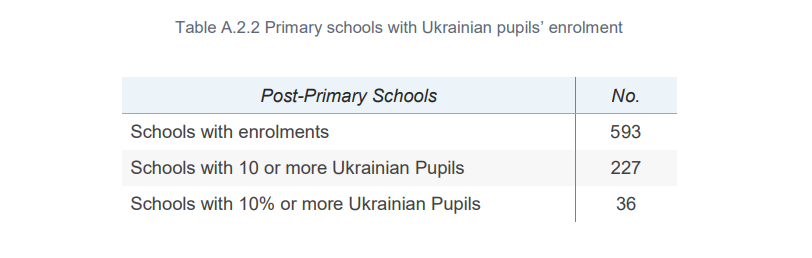 Table A.2.2 Primary schools with Ukrainian pupils’ enrolment
Post-Primary Schools No.
Schools with enrolments 593
Schools with 10 or more Ukrainian Pupils 227
Schools with 10% or more Ukrainian Pupils 36